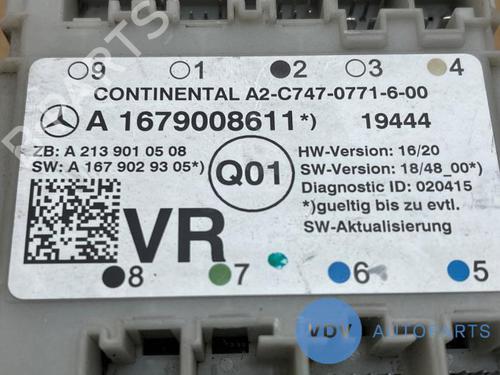 9 1 2 3 4
CONTINENTAL A2-C747-0771-6-00
A 1679008611*) 19444
ZB: A 213 901 05 08
SW: A 167 902 93 05*)
Q01
HW-Version: 16/20
SW-Version: 18/48_00*)
Diagnostic ID: 020415
*)gueltig bis zu evtl.
SW-Aktualisierung
VR
8 7 6 5
VDV AUTOPARTS